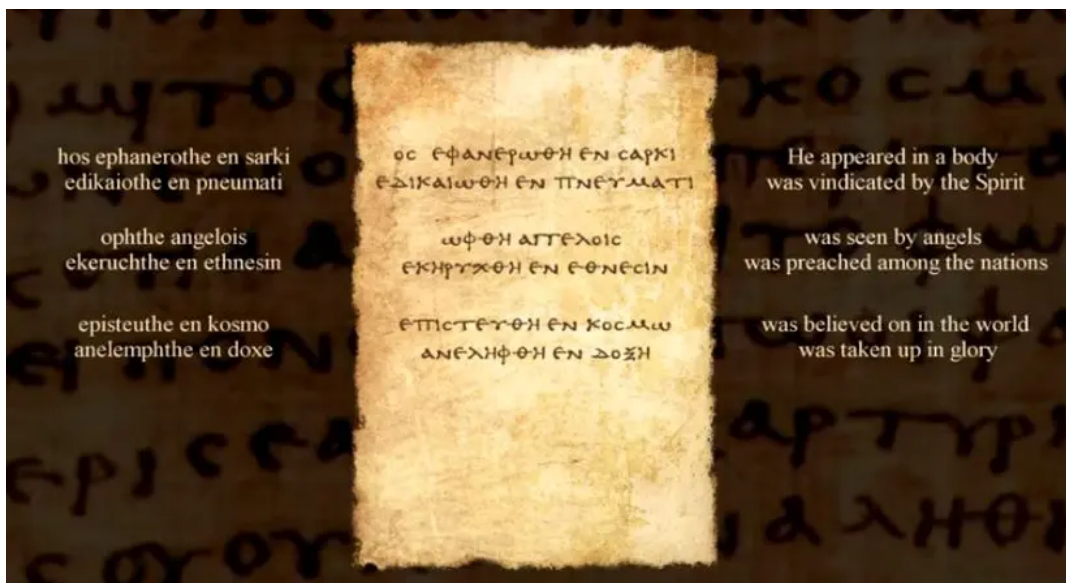 hos ephanerothe en sarki
edikaiothe en pneumati
ophthe angelois
ekeruchthe en ethnesin
episteuthe en kosmo
anelemphthe en doxe
ος εφανερωθη εν σαρκι
εδικαιωθη εν πνευματι
ωφθη αγγελοις
εκηρυχθη εν εθνεσιν
επιστευθη εν κοσμω
ανεληφθη εν δοξη
He appeared in a body
was vindicated by the Spirit
was seen by angels
was preached among the nations
was believed on in the world
was taken up in glory